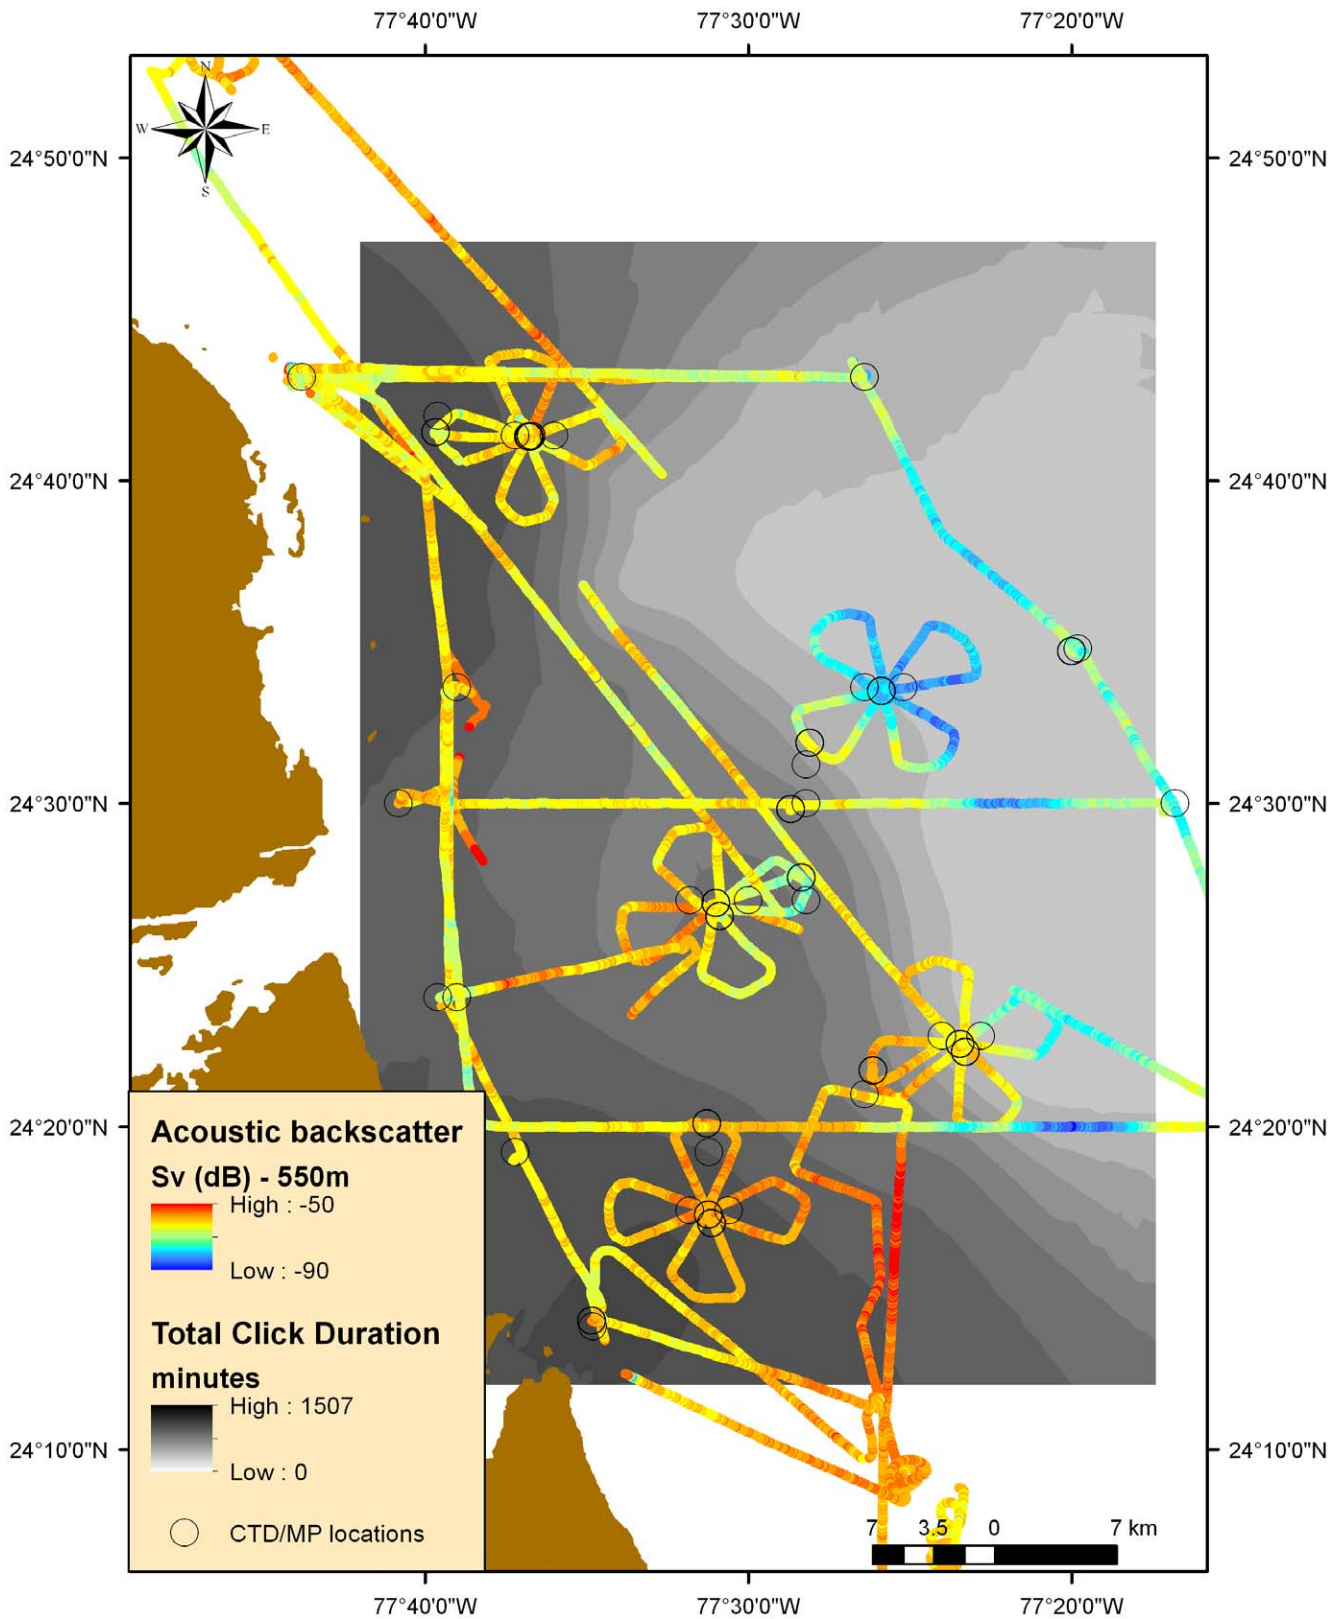 77°40'0"W 77°30'0"W 77°20'0"W
N
W E
S
24°50'0"N 24°50'0"N
24°40'0"N 24°40'0"N
24°30'0"N 24°30'0"N
24°20'0"N 24°20'0"N
24°10'0"N 24°10'0"N
Acoustic backscatter
Sv (dB) - 550m
High : -50
Low : -90
Total Click Duration
minutes
High : 1507
Low : 0
CTD/MP locations
7 3.5 0 7 km
77°40'0"W 77°30'0"W 77°20'0"W